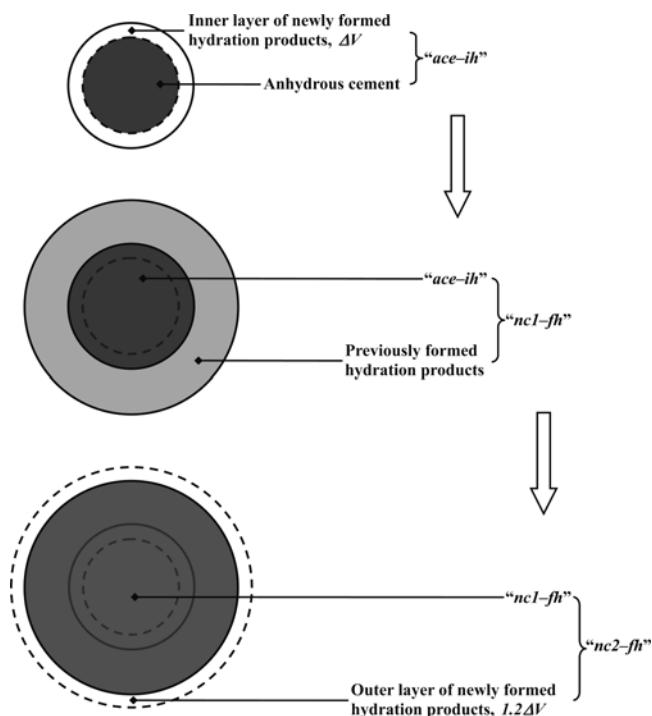 Inner layer of newly formed
hydration products, ΔV
“ace–ih”
Anhydrous cement
“ace–ih”
“nc1–fh”
Previously formed
hydration products
“nc1–fh”
“nc2–fh”
Outer layer of newly formed
hydration products, 1.2ΔV